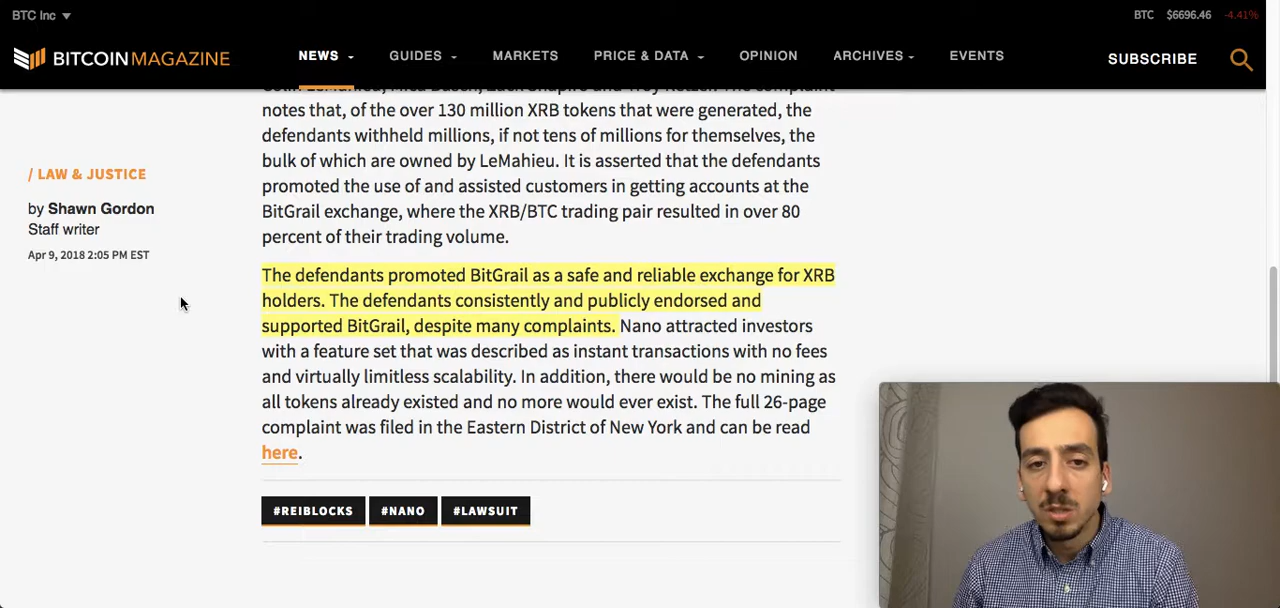 BTC Inc
BTC $6696.46 -4.41%
BITCOINMAGAZINE
NEWS GUIDES MARKETS PRICE & DATA OPINION ARCHIVES EVENTS SUBSCRIBE
notes that, of the over 130 million XRB tokens that were generated, the
defendants withheld millions, if not tens of millions for themselves, the
bulk of which are owned by LeMahieu. It is asserted that the defendants
promoted the use of and assisted customers in getting accounts at the
BitGrail exchange, where the XRB/BTC trading pair resulted in over 80
percent of their trading volume.
/ LAW & JUSTICE
by Shawn Gordon
Staff writer
Apr 9, 2018 2:05 PM EST
The defendants promoted BitGrail as a safe and reliable exchange for XRB
holders. The defendants consistently and publicly endorsed and
supported BitGrail, despite many complaints. Nano attracted investors
with a feature set that was described as instant transactions with no fees
and virtually limitless scalability. In addition, there would be no mining as
all tokens already existed and no more would ever exist. The full 26-page
complaint was filed in the Eastern District of New York and can be read
here.
#REIBLOCKS #NANO #LAWSUIT